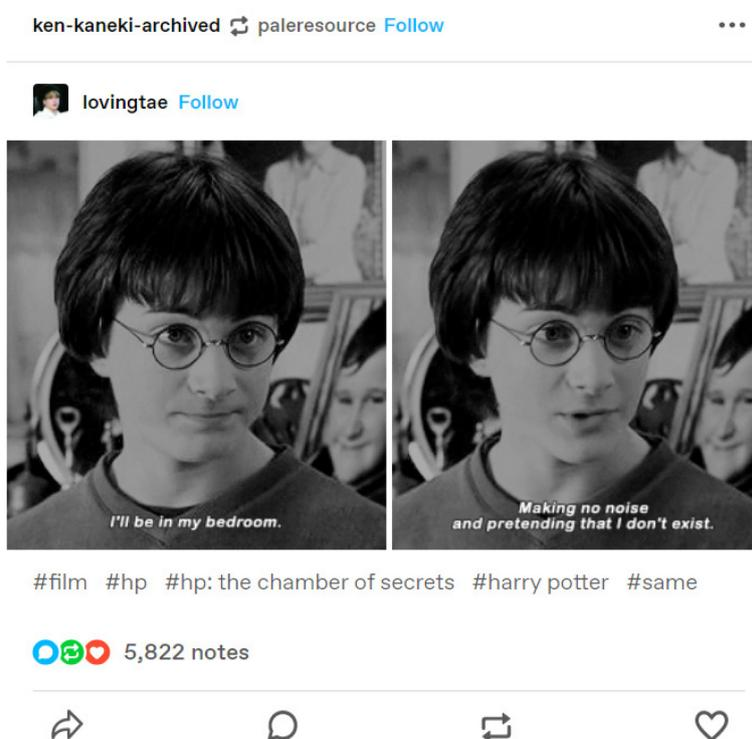 ken-kaneki-archived paleresource Follow
lovingtae Follow
I'll be in my bedroom.
Making no noise
and pretending that I don't exist.
#film #hp #hp: the chamber of secrets #harry potter #same
5,822 notes